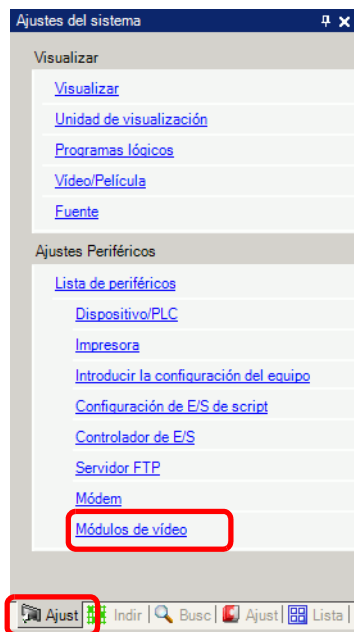 Ajustes del sistema
Visualizar
Visualizar
Unidad de visualización
Programas lógicos
Vídeo/Película
Fuente
Ajustes Periféricos
Lista de periféricos
Dispositivo/PLC
Impresora
Introducir la configuración del equipo
Configuración de E/S de script
Controlador de E/S
Servidor FTP
Módem
Módulos de vídeo
Ajust Indir Busc Ajust Lista